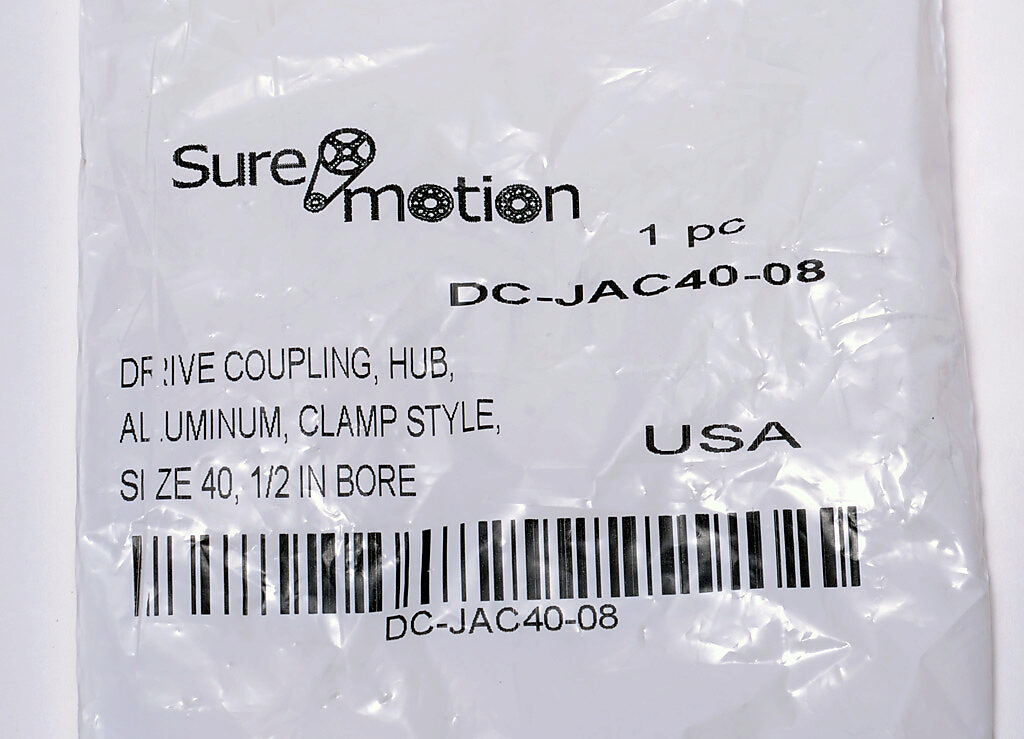 Sure motion
1 pc
DC-JAC40-08
DRIVE COUPLING, HUB,
ALUMINUM, CLAMP STYLE,
USA
SIZE 40, 1/2 IN BORE
DC-JAC40-08